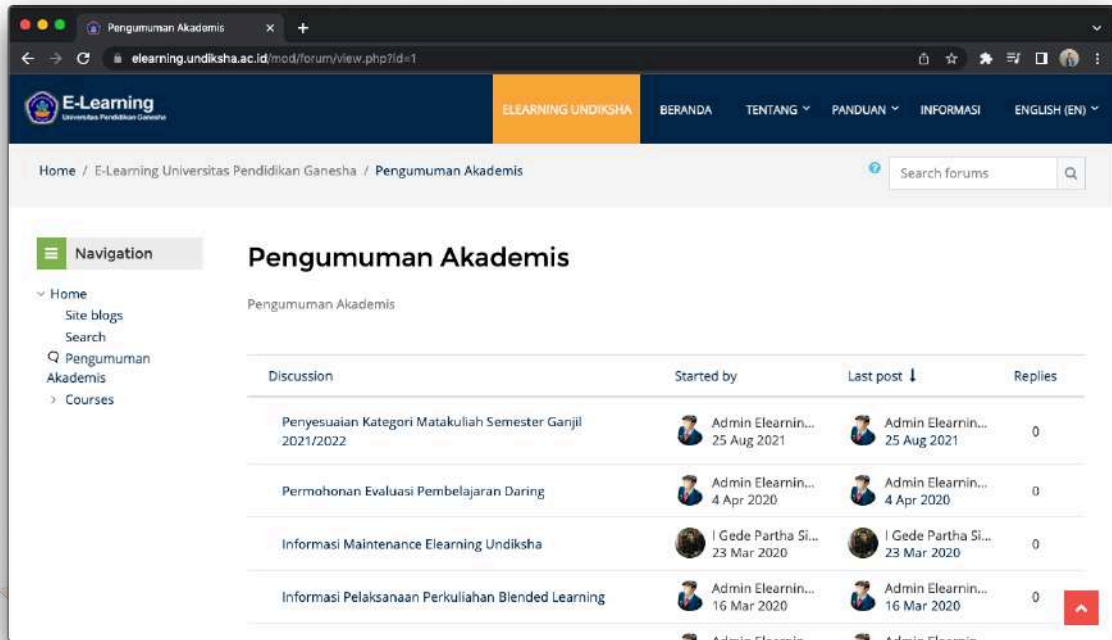 Pengumuman Akademis
elearning.undiksha.ac.id/mod/forum/view.php?id=1
E-Learning
Universitas Pendidikan Ganesha
ELEARNING UNDIKSHA
BERANDA
TENTANG
PANDUAN
INFORMASI
ENGLISH (EN)
Home / E-Learning Universitas Pendidikan Ganesha / Pengumuman Akademis
Search forums
Navigation
Home
Site blogs
Search
Pengumuman
Akademis
Courses
Pengumuman Akademis
Pengumuman Akademis
Discussion Started by Last post Replies
Penyesuaian Kategori Matakuliah Semester Ganjil
2021/2022
Admin Elearnin...
25 Aug 2021
Admin Elearnin...
25 Aug 2021
0
Permohonan Evaluasi Pembelajaran Daring
Admin Elearnin...
4 Apr 2020
Admin Elearnin...
4 Apr 2020
0
Informasi Maintenance Elearning Undiksha
I Gede Partha Si...
23 Mar 2020
I Gede Partha Si...
23 Mar 2020
0
Informasi Pelaksanaan Perkuliahan Blended Learning
Admin Elearnin...
16 Mar 2020
Admin Elearnin...
16 Mar 2020
0